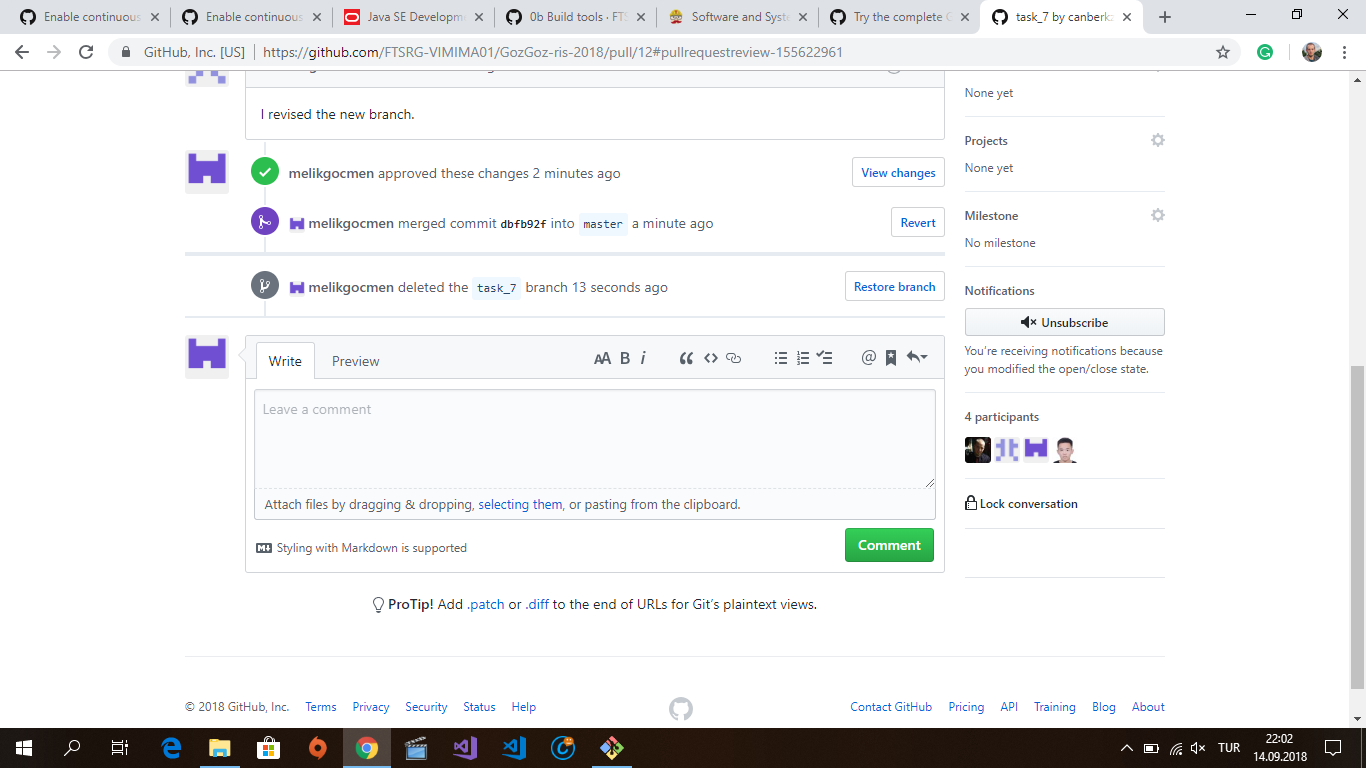 Enable continuous
Enable continuous
Java SE Developm
0b Build tools · FTS
Software and Syste
Try the complete
task_7 by canberk
GitHub, Inc. [US]
https://github.com/FTSRG-VIMIMA01/GozGoz-ris-2018/pull/12#pullrequestreview-155622961
None yet
I revised the new branch.
Projects
None yet
melikgocmen approved these changes 2 minutes ago
View changes
melikgocmen merged commit dbfb92f into master a minute ago
Revert
Milestone
No milestone
melikgocmen deleted the task_7 branch 13 seconds ago
Restore branch
Notifications
Unsubscribe
You're receiving notifications because
you modified the open/close state.
Write
Preview
AA B i
Leave a comment
4 participants
Attach files by dragging & dropping, selecting them, or pasting from the clipboard.
Lock conversation
Styling with Markdown is supported
Comment
ProTip! Add .patch or .diff to the end of URLs for Git's plaintext views.
© 2018 GitHub, Inc.
Terms
Privacy
Security
Status
Help
Contact GitHub
Pricing
API
Training
Blog
About
TUR
22:02
14.09.2018